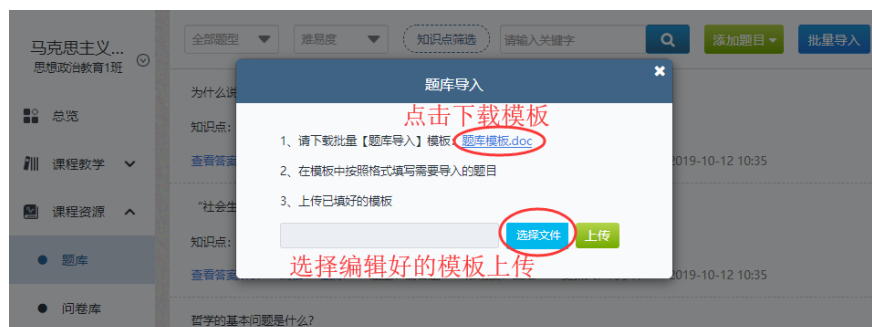 马克思主义...
思想政治教育1班
总览
课程教学
课程资源
题库
问卷库
全部题型
难易度
知识点筛选
请输入关键字
添加题目
批量导入
为什么说
知识点:
查看答案
2019-10-12 10:35
"社会生
知识点:
查看答案
2019-10-12 10:35
哲学的基本问题是什么?
题库导入
点击下载模板
1、请下载批量【题库导入】模板: 题库模板.doc
2、在模板中按照格式填写需要导入的题目
3、上传已填好的模板
选择文件
上传
选择编辑好的模板上传